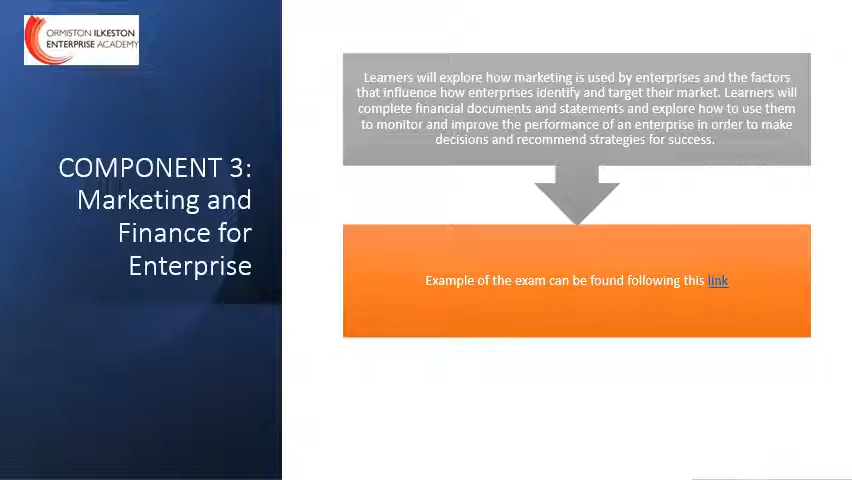 ORMISTON ILKESTON
ENTERPRISE ACADEMY
COMPONENT 3:
Marketing and
Finance for
Enterprise
Learners will explore how marketing is used by enterprises and the factors
that influence how enterprises identify and target their market. Learners will
complete financial documents and statements and explore how to use them
to monitor and improve the performance of an enterprise in order to make
decisions and recommend strategies for success.
Example of the exam can be found following this link